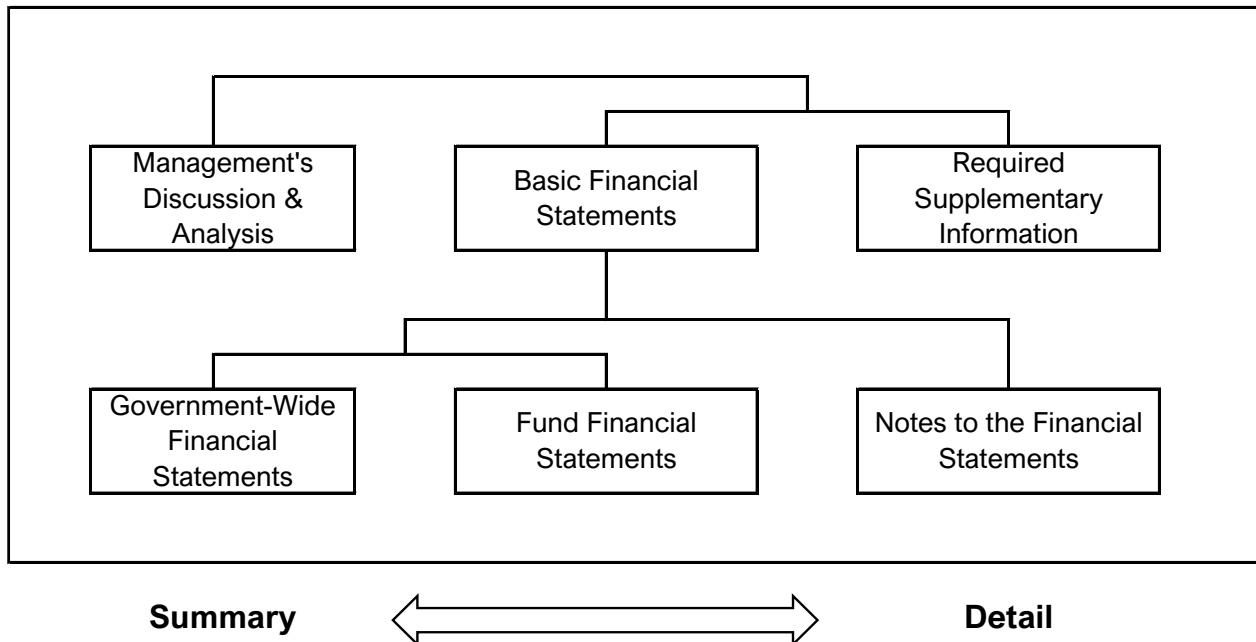 Management's
Discussion &
Analysis
Basic Financial
Statements
Required
Supplementary
Information
Government-Wide
Financial
Statements
Fund Financial
Statements
Notes to the Financial
Statements
Summary
Detail